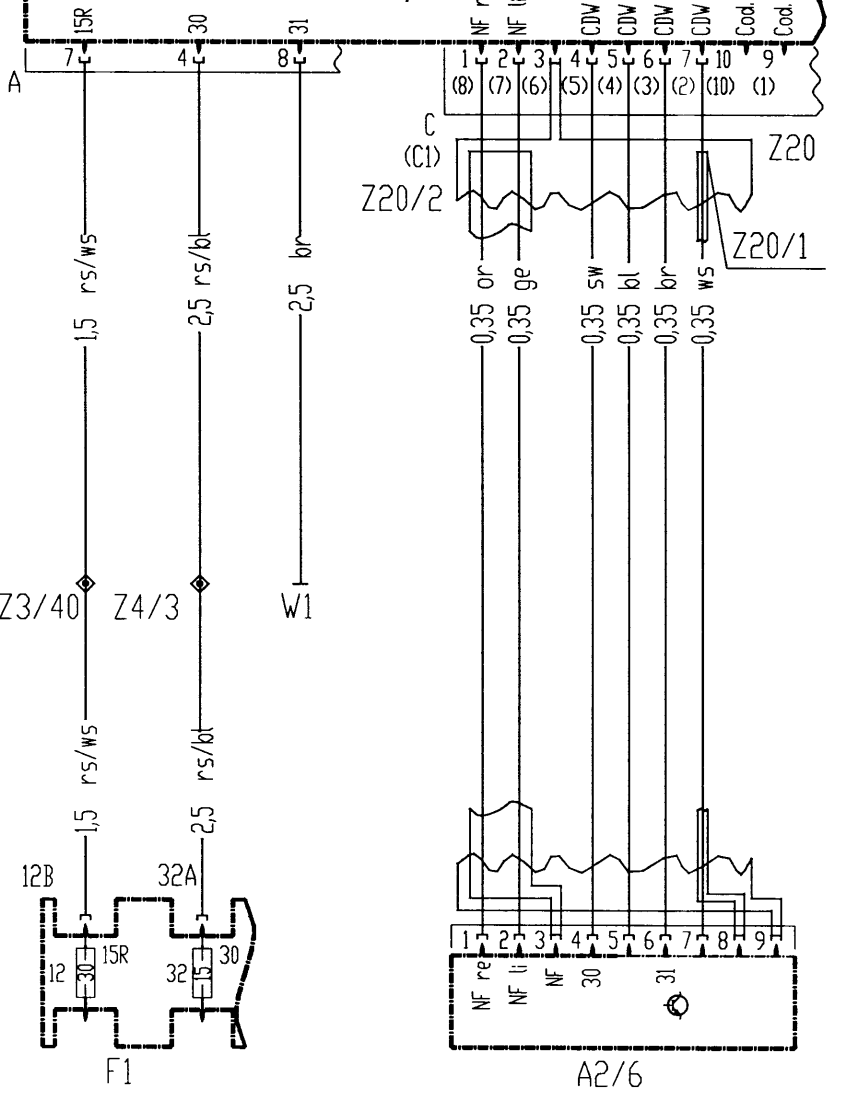 15R 30 31 NF NF CDW CDW CDW CDW Cod. Cod.
7 4 8 1 2 3 4 5 6 7 10 9
(8) (7) (6) (5) (4) (3) (2) (10) (1)
A
C
(C1)
Z20
Z20/2
Z20/1
1,5 rs/ws
2,5 rs/bl
2,5 br
0,35 or
0,35 ge
0,35 sw
0,35 bl
0,35 br
0,35 ws
Z3/40 Z4/3 W1
1,5 rs/ws
2,5 rs/bl
12B 32A
1 2 3 4 5 6 7 8 9
15R 30
12 30 32 15
NF re NF li NF 30 31
F1 A2/6